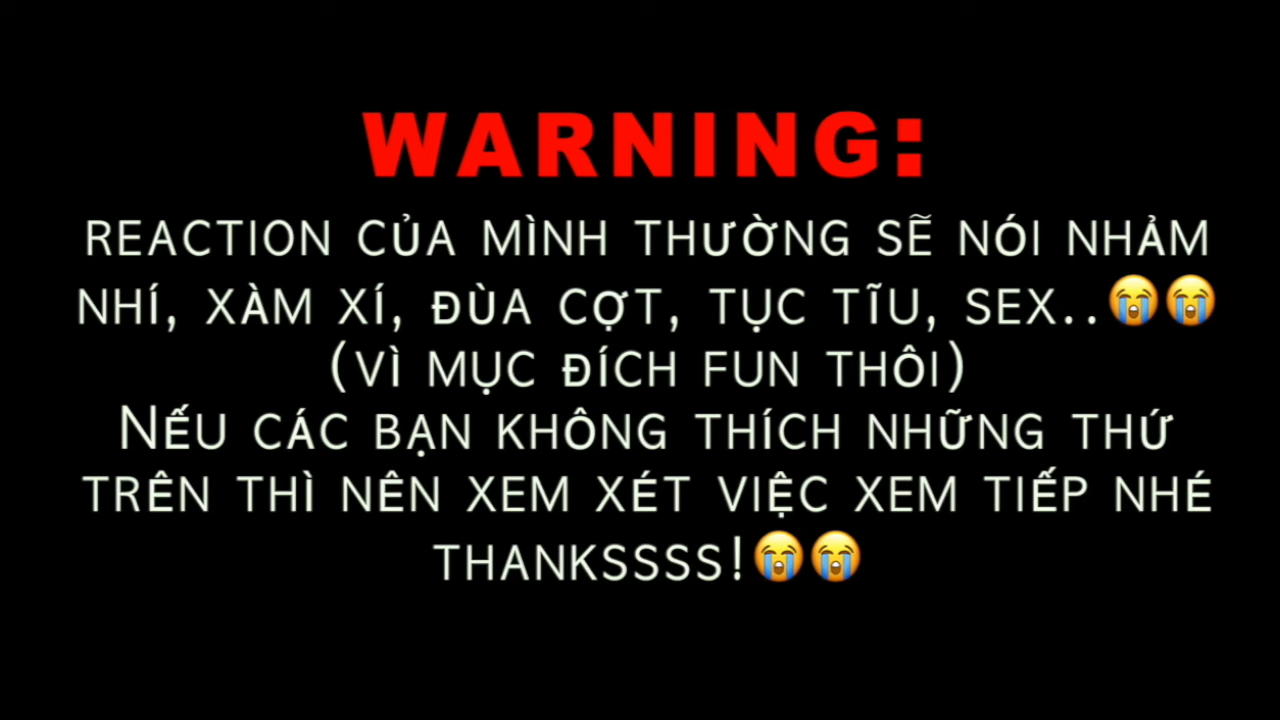 WARNING:
REACTION CỦA MÌNH THƯỜNG SẼ NÓI NHẢM
NHÍ, XÀM XÍ, ĐÙA CỢT, TỤC TĨU, SEX..😭😭
(VÌ MỤC ĐÍCH FUN THÔI)
NẾU CÁC BẠN KHÔNG THÍCH NHỮNG THỨ
TRÊN THÌ NÊN XEM XÉT VIỆC XEM TIẾP NHÉ
THANKSSSS!😭😭